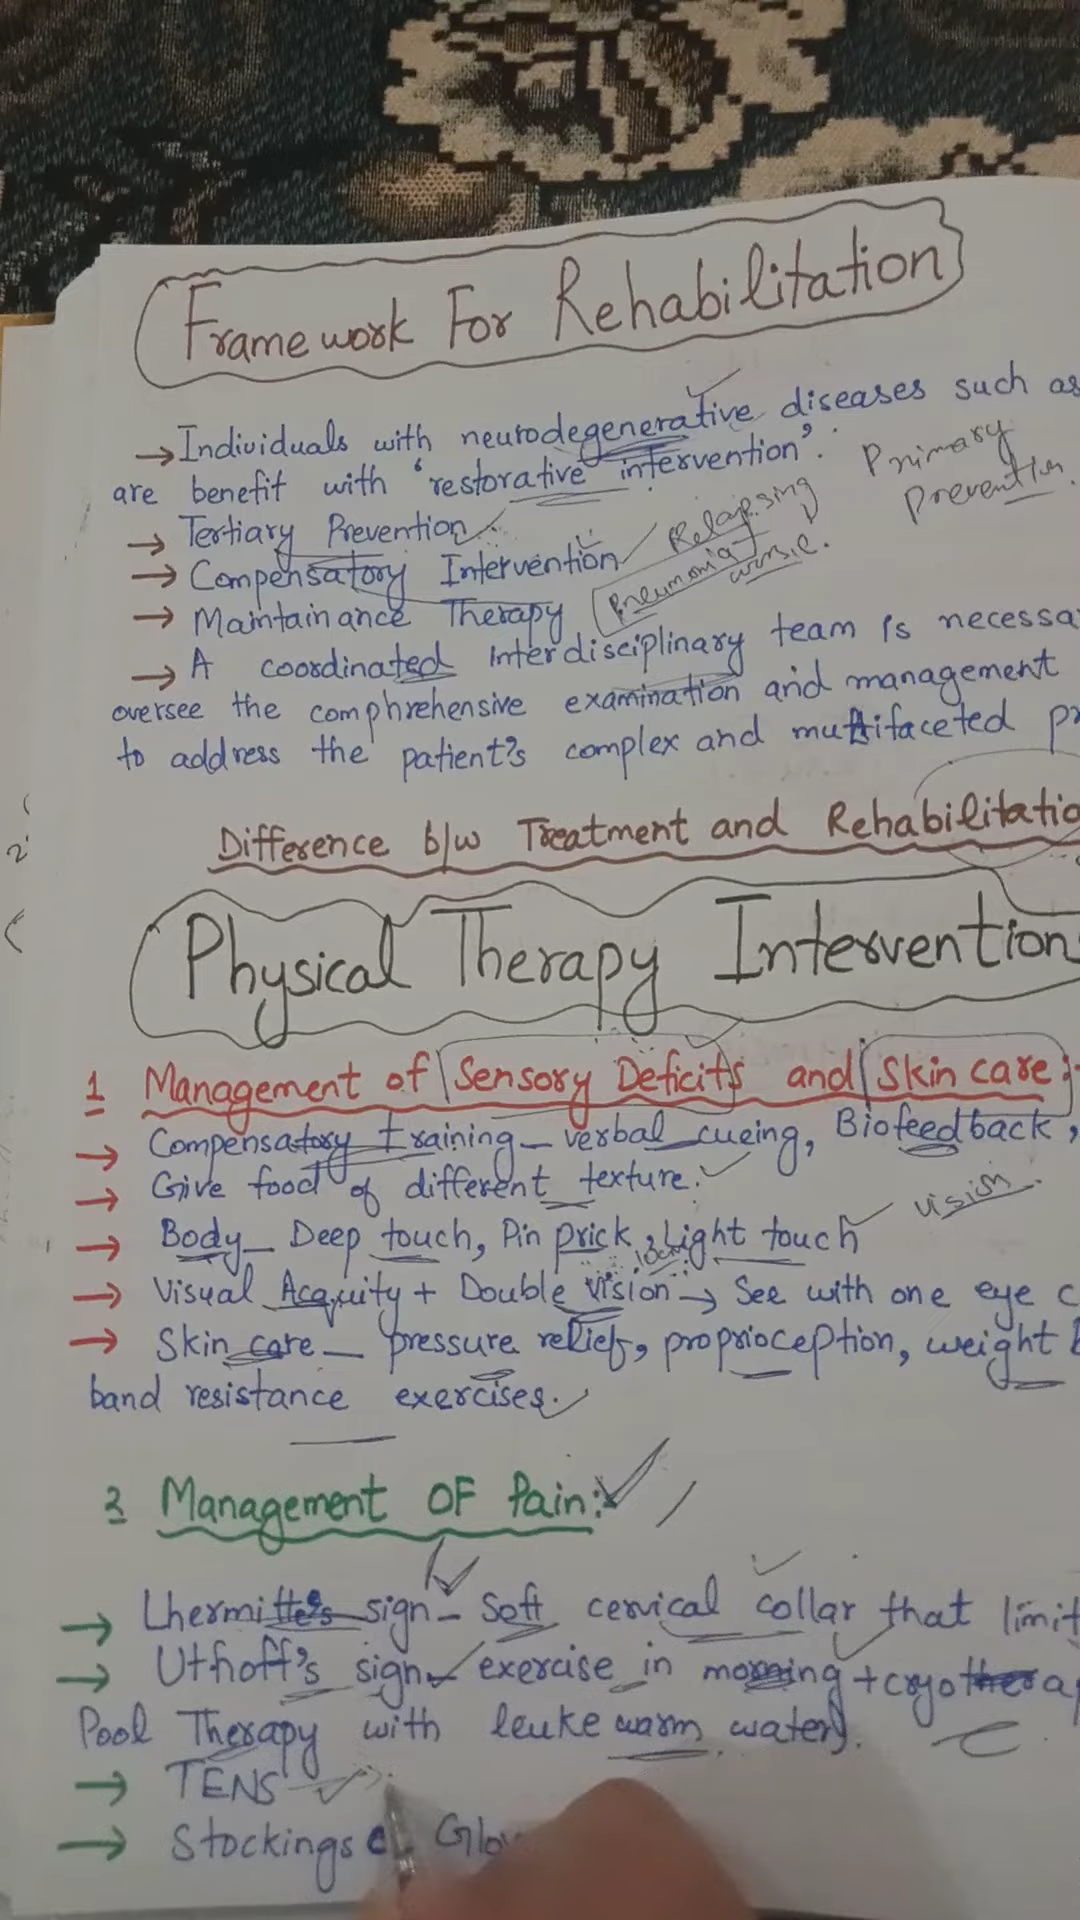 Framework For Rehabilitation
→ Individuals with neurodegenerative diseases such as
are benefit with 'restorative intervention'.
Primary
Prevention.
→ Tertiary Prevention
Relapsing
→ Compensatory Intervention
Pneumonia
worsie.
→ Maintainance Therapy
→ A coordinated Interdisciplinary team is necessa
oversee the comphrehensive examination and management
to address the patient's complex and multifaceted pr
Difference b/w Treatment and Rehabilitatio
Physical Therapy Intervention
1 Management of Sensory Deficits and Skin care:-
→ Compensatory training - verbal cueing, Biofeedback,
→ Give food of different texture.
vision.
→ Body - Deep touch, Pin prick, Light touch
→ Visual Acquity + Double vision → See with one eye c
→ Skin care - pressure relief, proprioception, weight b
band resistance exercises.
2 Management OF Pain:
→ Lhermitte's sign - Soft cervical collar that limit
→ Uthoff's sign - exercise in morning + cryotherap
Pool Therapy with leuke warm water.
→ TENS
→ Stockings Glov